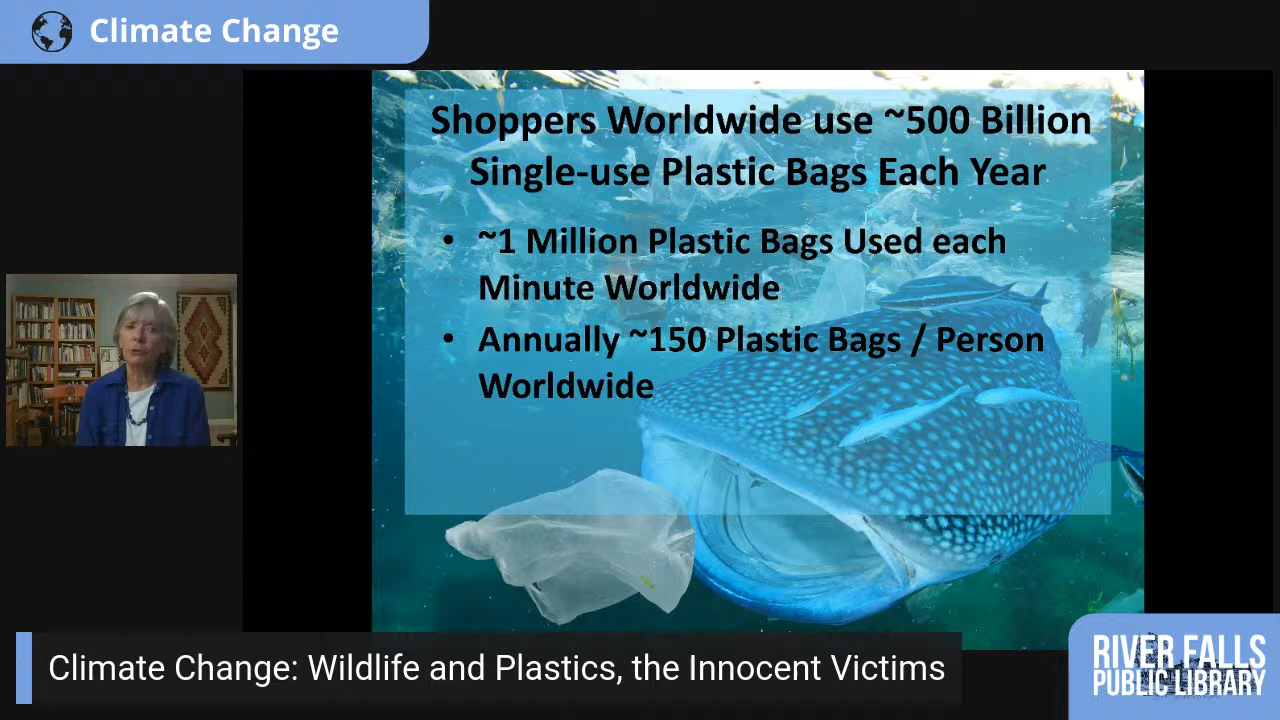 Climate Change
Shoppers Worldwide use ~500 Billion
Single-use Plastic Bags Each Year
• ~1 Million Plastic Bags Used each
Minute Worldwide
• Annually ~150 Plastic Bags / Person
Worldwide
Climate Change: Wildlife and Plastics, the Innocent Victims
RIVER FALLS
PUBLIC LIBRARY